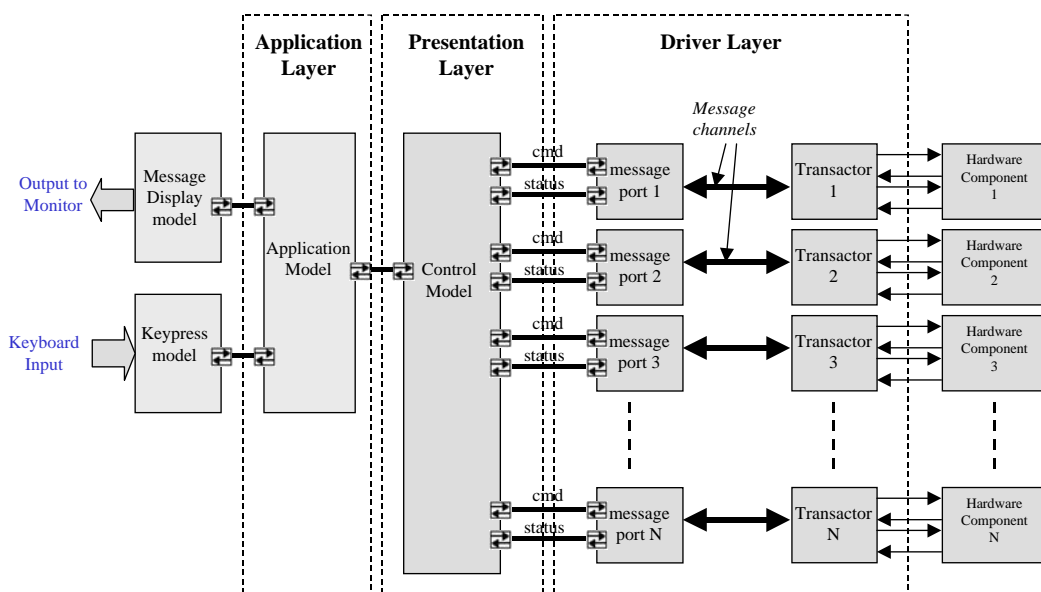 Application
Layer
Presentation
Layer
Driver Layer
Message
channels
Output to
Monitor
Message
Display
model
Keyboard
Input
Keypress
model
Application
Model
Control
Model
cmd
status
message
port 1
Transactor
1
Hardware
Component
1
cmd
status
message
port 2
Transactor
2
Hardware
Component
2
cmd
status
message
port 3
Transactor
3
Hardware
Component
3
cmd
status
message
port N
Transactor
N
Hardware
Component
N